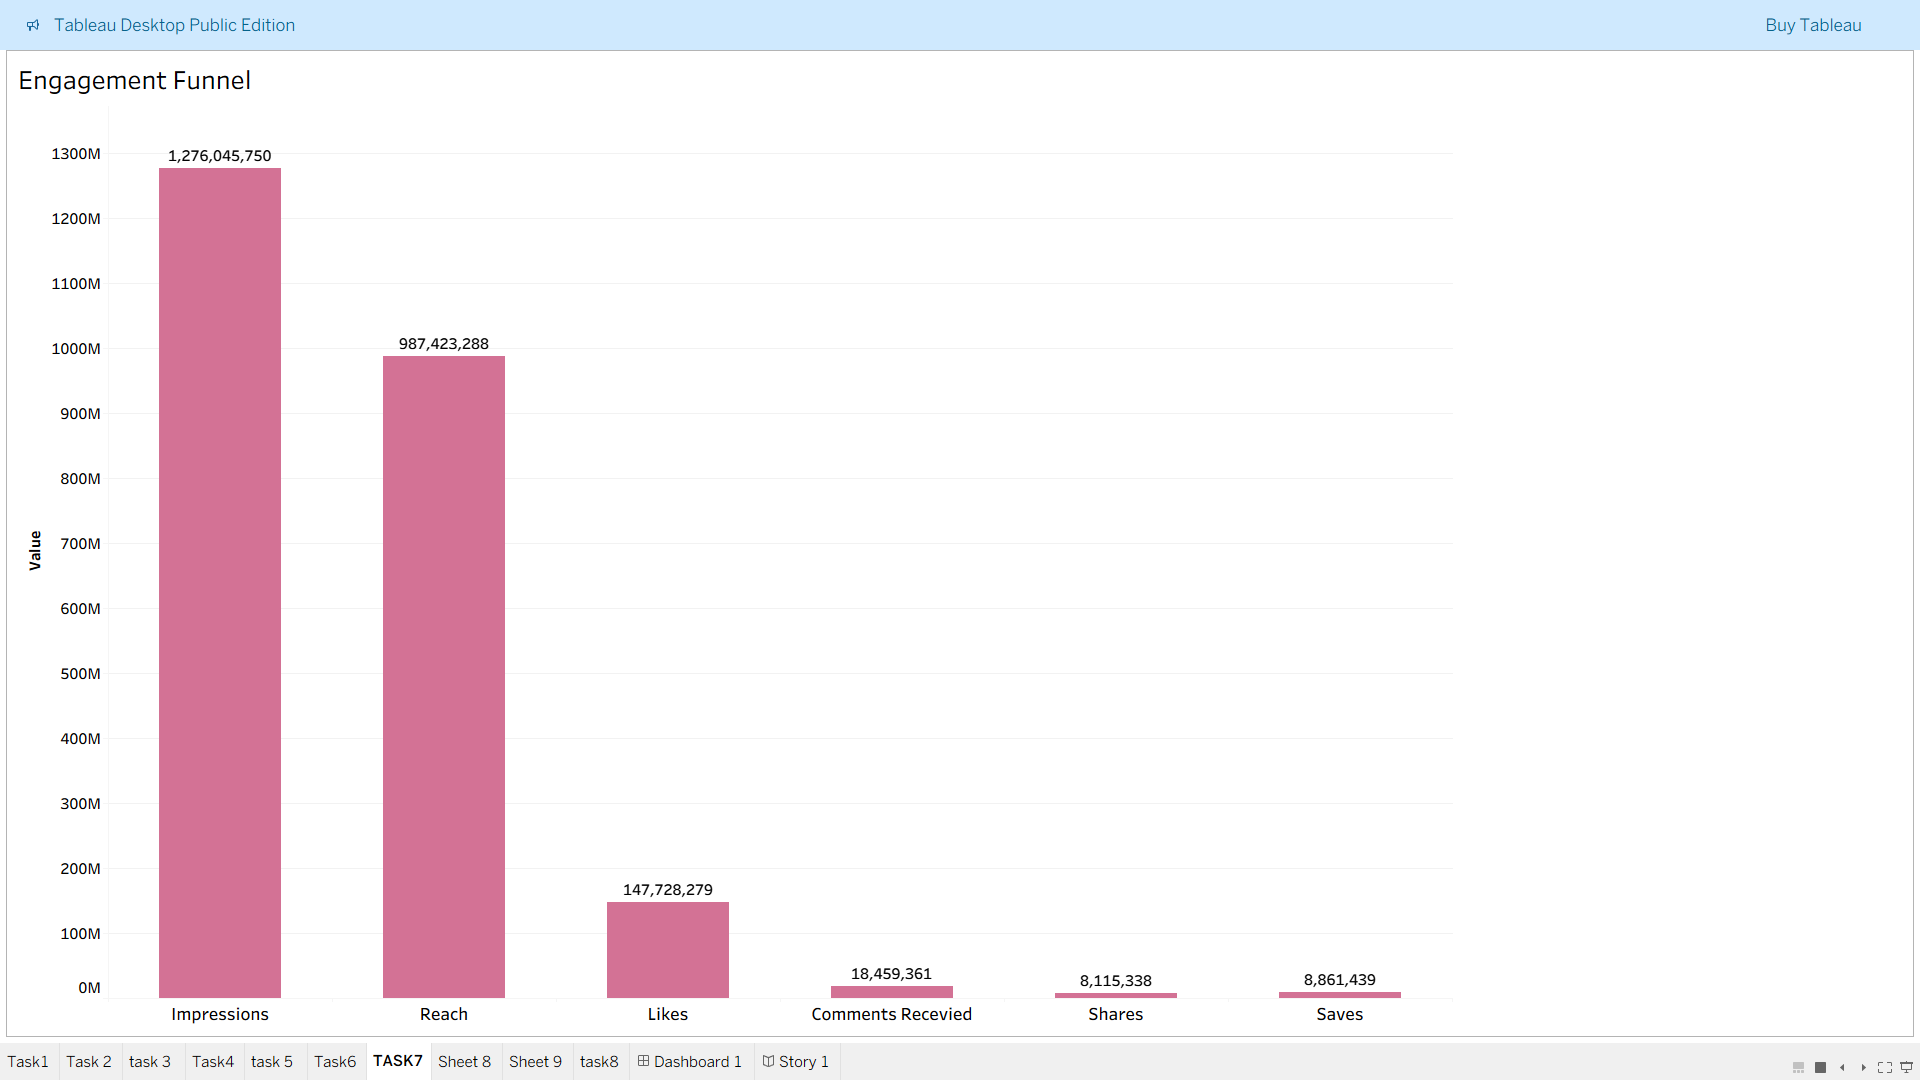 Tableau Desktop Public Edition
Buy Tableau
Engagement Funnel
Value
1300M
1200M
1100M
1000M
900M
800M
700M
600M
500M
400M
300M
200M
100M
0M
1,276,045,750
987,423,288
147,728,279
18,459,361
8,115,338
8,861,439
Impressions
Reach
Likes
Comments Recevied
Shares
Saves
Task1
Task 2
task 3
Task4
task 5
Task6
TASK7
Sheet 8
Sheet 9
task8
Dashboard 1
Story 1